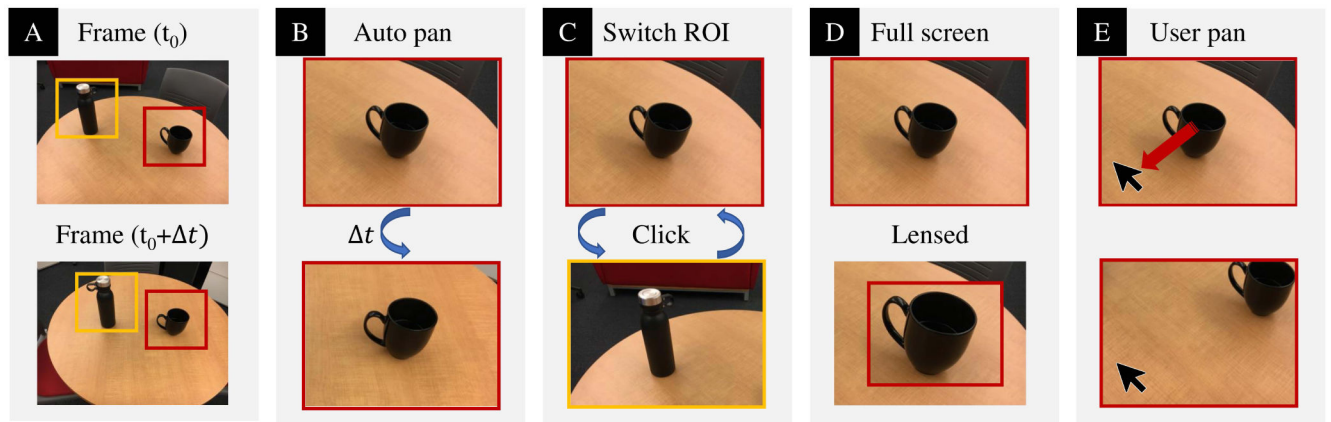 A Frame (t₀)
Frame (t₀+Δt)
B Auto pan
Δt
C Switch ROI
Click
D Full screen
Lensed
E User pan